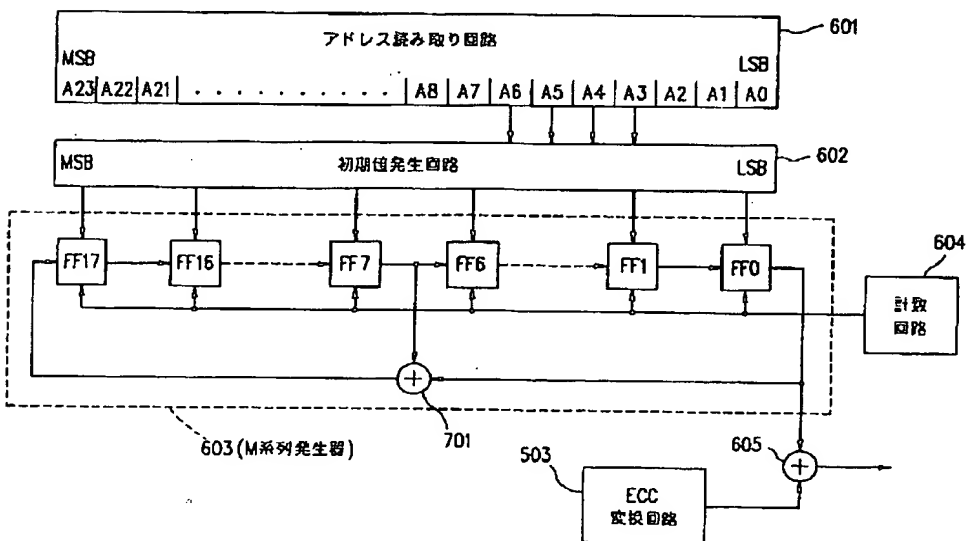 601
アドレス読み取り回路
MSB LSB
A23 A22 A21 . . . . . . . . . . A8 A7 A6 A5 A4 A3 A2 A1 A0
602
MSB 初期値発生回路 LSB
FF17 FF16 FF7 FF6 FF1 FF0
604
計数
回路
701
603(M系列発生器)
605
503
ECC
変換回路